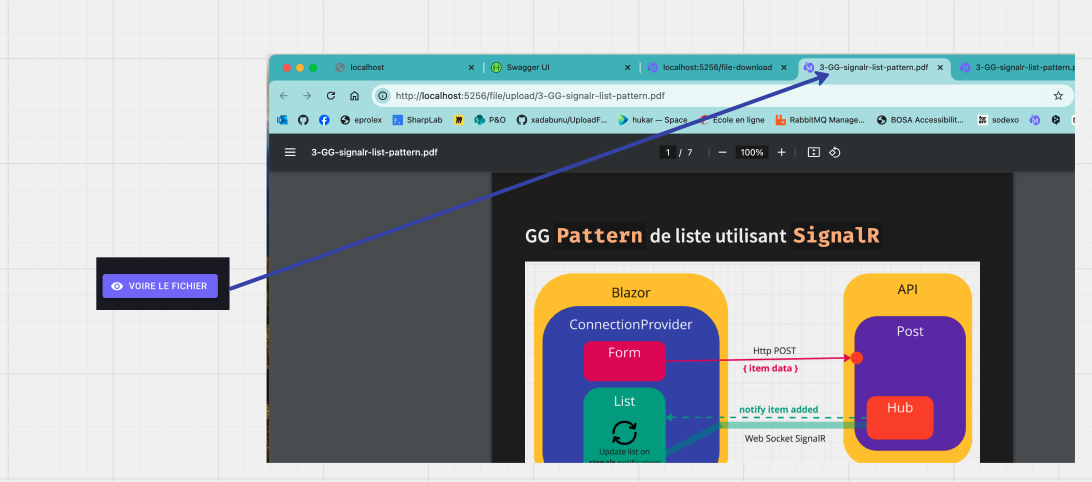 localhost
Swagger UI
localhost:5256/file-download
3-GG-signalr-list-pattern.pdf
3-GG-signalr-list-pattern.p
http://localhost:5256/file/upload/3-GG-signalr-list-pattern.pdf
eprolex
SharpLab
P&O
xadabunu/UploadF...
hukar — Space
Ecole en ligne
RabbitMQ Manage...
BOSA Accessibilit...
sodexo
3-GG-signalr-list-pattern.pdf
1 / 7
100%
GG Pattern de liste utilisant SignalR
VOIRE LE FICHIER
Blazor
API
ConnectionProvider
Post
Form
Http POST
{ item data }
List
Hub
notify item added
Web Socket SignalR
Update list on
signalr notifications